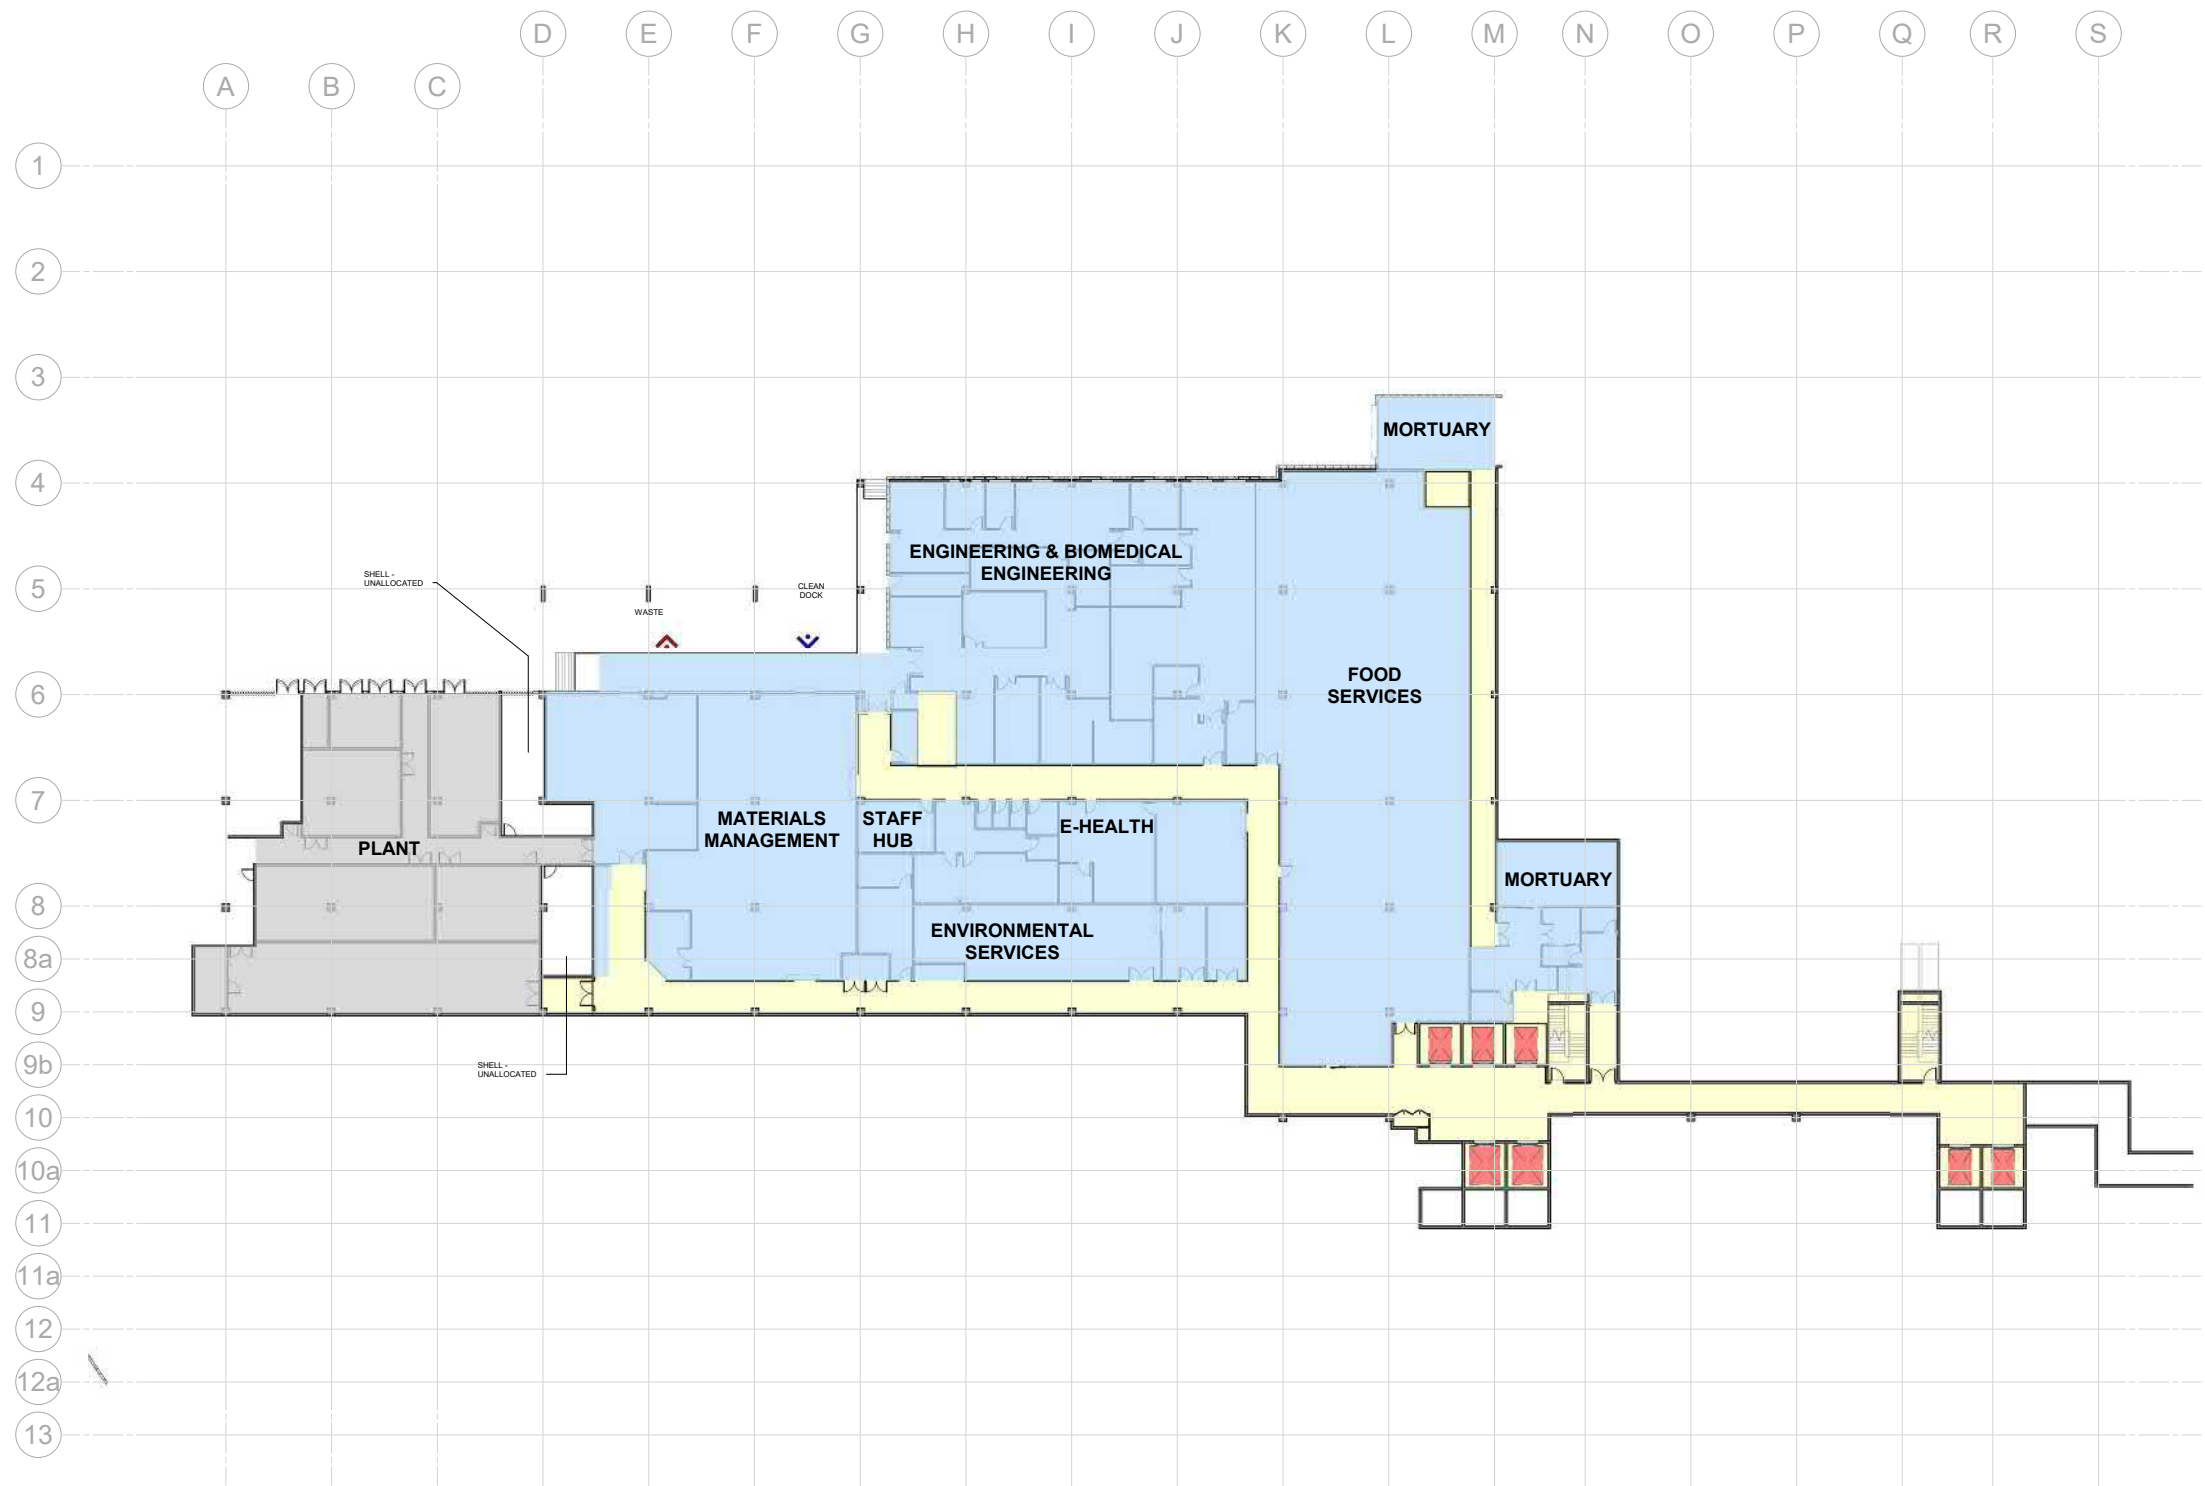 D E F G H I J K L M N O P Q R S
A B C
1
2
3
MORTUARY
4
ENGINEERING & BIOMEDICAL
ENGINEERING
SHELL -
UNALLOCATED
5
CLEAN
DOCK
WASTE
FOOD
SERVICES
6
7
MATERIALS
MANAGEMENT
STAFF
HUB
E-HEALTH
PLANT
MORTUARY
8
ENVIRONMENTAL
SERVICES
8a
9
9b
SHELL -
UNALLOCATED
10
10a
11
11a
12
12a
13